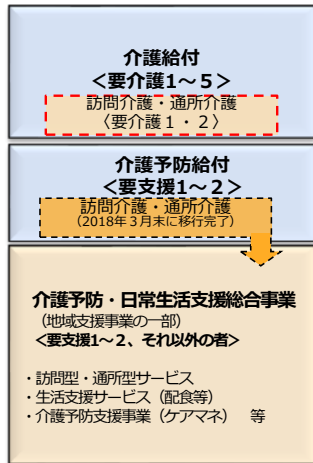 介護給付
＜要介護1～5＞
訪問介護・通所介護
〈要介護１・２〉
介護予防給付
＜要支援1～2＞
訪問介護・通所介護
（2018年３月末に移行完了）
介護予防・日常生活支援総合事業
（地域支援事業の一部）
＜要支援1～2、それ以外の者＞
・訪問型・通所型サービス
・生活支援サービス（配食等）
・介護予防支援事業（ケアマネ）　等